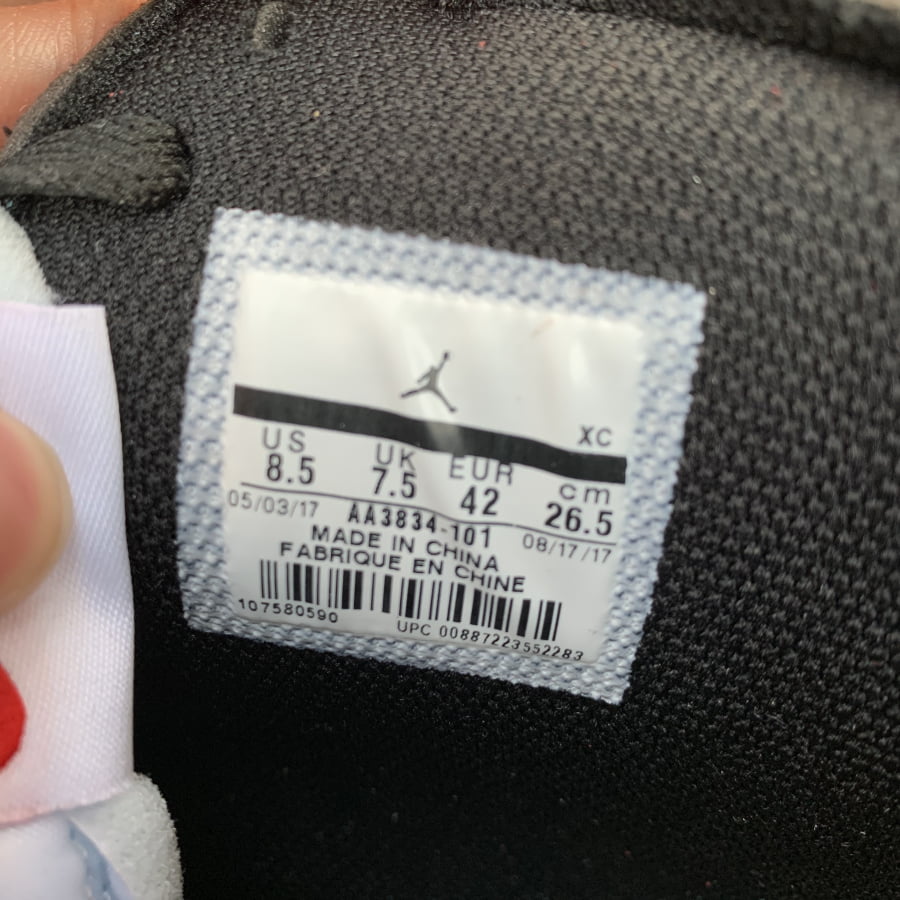 XC
US UK EUR cm
8.5 7.5 42 26.5
05/03/17 AA3834-101 08/17/17
MADE IN CHINA
FABRIQUE EN CHINE
107580590 UPC 00887223552283